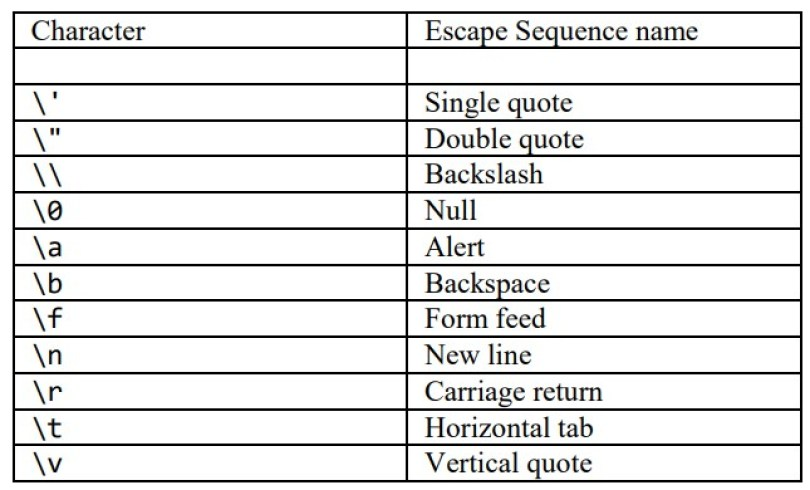 Character Escape Sequence name
\' Single quote
\" Double quote
\\ Backslash
\0 Null
\a Alert
\b Backspace
\f Form feed
\n New line
\r Carriage return
\t Horizontal tab
\v Vertical quote